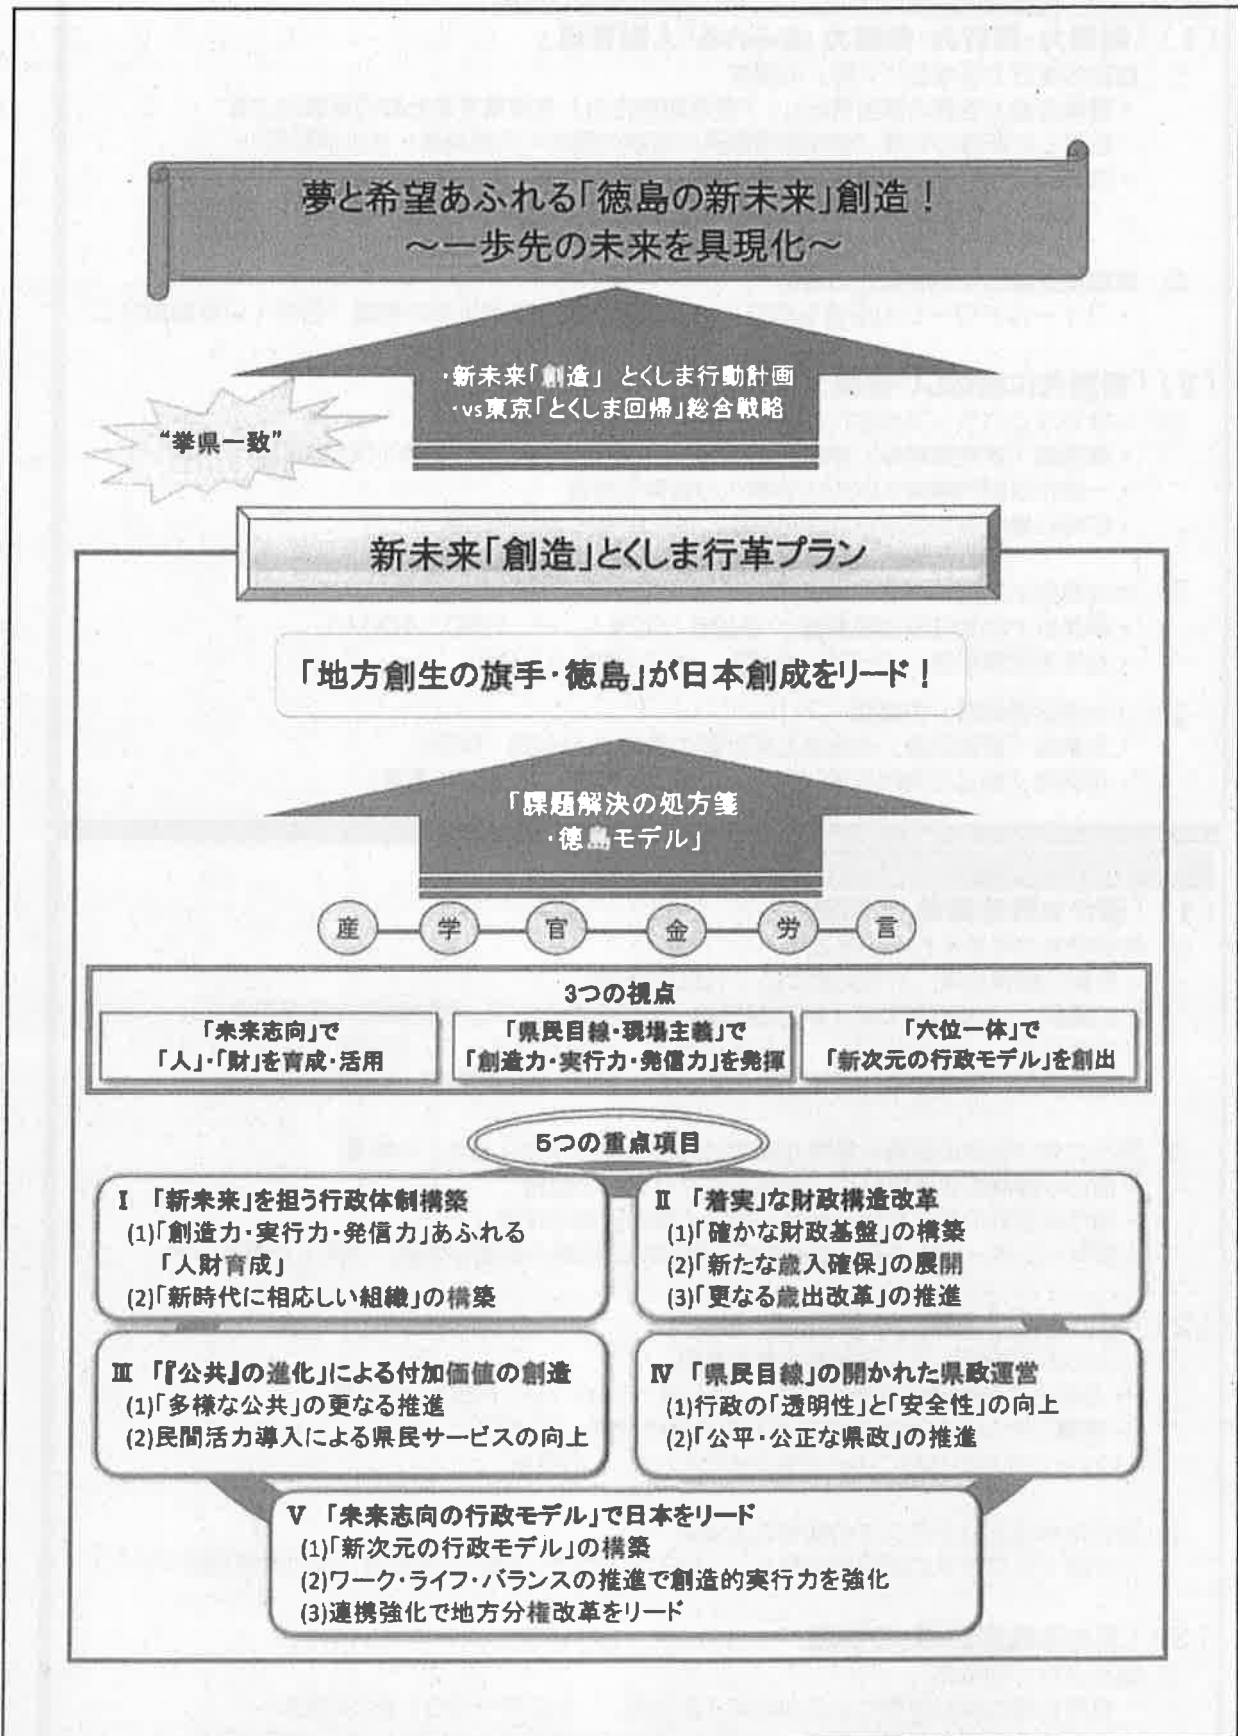 夢と希望あふれる「徳島の新未来」創造！
～一歩先の未来を具現化～
・新未来「創造」 とくしま行動計画
・vs東京「とくしま回帰」総合戦略
“挙県一致”
新未来「創造」とくしま行革プラン
「地方創生の旗手・徳島」が日本創成をリード！
「課題解決の処方箋
・徳島モデル」
産 学 官 金 労 言
3つの視点
「未来志向」で
「人」・「財」を育成・活用
「県民目線・現場主義」で
「創造力・実行力・発信力」を発揮
「六位一体」で
「新次元の行政モデル」を創出
5つの重点項目
Ⅰ 「新未来」を担う行政体制構築
(1)「創造力・実行力・発信力」あふれる
「人財育成」
(2)「新時代に相応しい組織」の構築
Ⅱ 「着実」な財政構造改革
(1)「確かな財政基盤」の構築
(2)「新たな歳入確保」の展開
(3)「更なる歳出改革」の推進
Ⅲ 「『公共』の進化」による付加価値の創造
(1)「多様な公共」の更なる推進
(2)民間活力導入による県民サービスの向上
Ⅳ 「県民目線」の開かれた県政運営
(1)行政の「透明性」と「安全性」の向上
(2)「公平・公正な県政」の推進
Ⅴ 「未来志向の行政モデル」で日本をリード
(1)「新次元の行政モデル」の構築
(2)ワーク・ライフ・バランスの推進で創造的実行力を強化
(3)連携強化で地方分権改革をリード